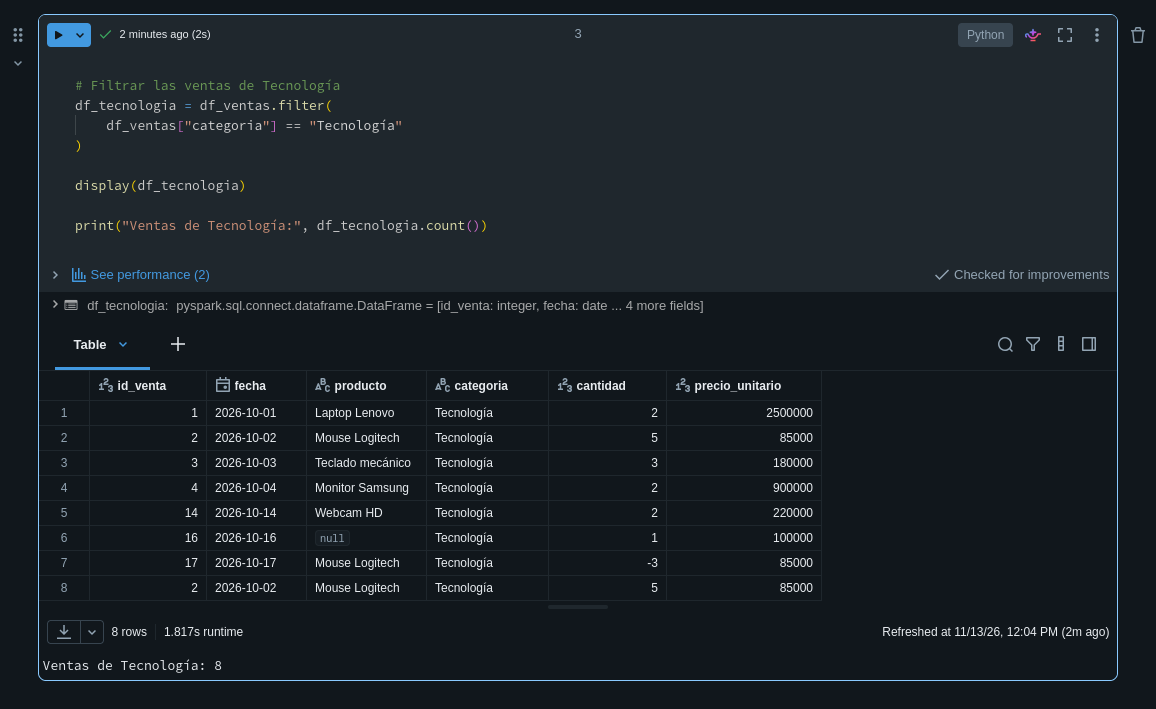 2 minutes ago (2s)
3
Python
# Filtrar las ventas de Tecnología
df_tecnologia = df_ventas.filter(
    df_ventas["categoria"] == "Tecnología"
)
display(df_tecnologia)
print("Ventas de Tecnología:", df_tecnologia.count())
See performance (2)
Checked for improvements
df_tecnologia: pyspark.sql.connect.dataframe.DataFrame = [id_venta: integer, fecha: date ... 4 more fields]
Table
id_venta fecha producto categoria cantidad precio_unitario
1 1 2026-10-01 Laptop Lenovo Tecnología 2 2500000
2 2 2026-10-02 Mouse Logitech Tecnología 5 85000
3 3 2026-10-03 Teclado mecánico Tecnología 3 180000
4 4 2026-10-04 Monitor Samsung Tecnología 2 900000
5 14 2026-10-14 Webcam HD Tecnología 2 220000
6 16 2026-10-16 null Tecnología 1 100000
7 17 2026-10-17 Mouse Logitech Tecnología -3 85000
8 2 2026-10-02 Mouse Logitech Tecnología 5 85000
8 rows 1.817s runtime
Refreshed at 11/13/26, 12:04 PM (2m ago)
Ventas de Tecnología: 8